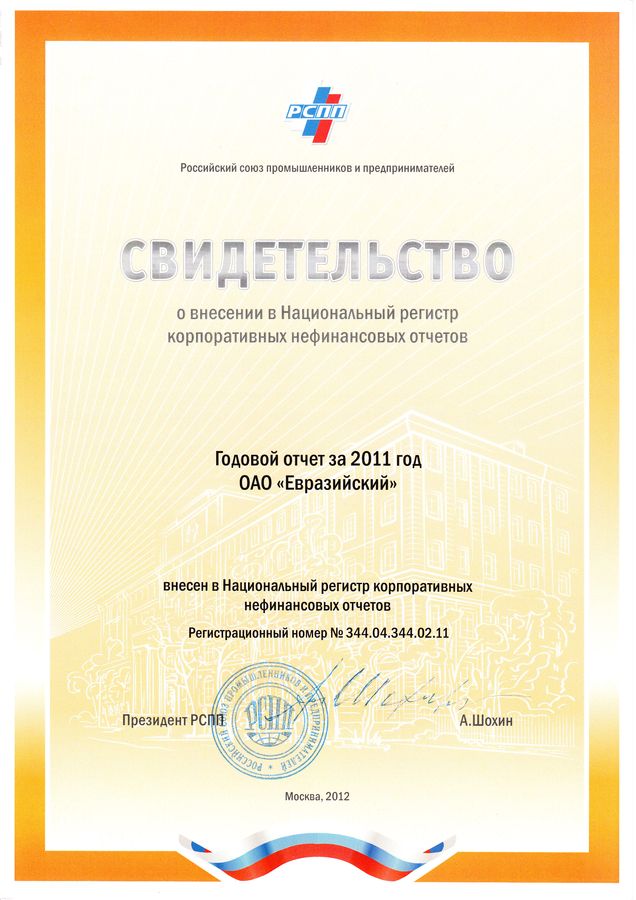 РСПП
Российский союз промышленников и предпринимателей
СВИДЕТЕЛЬСТВО
о внесении в Национальный регистр
корпоративных нефинансовых отчетов
Годовой отчет за 2011 год
ОАО «Евразийский»
внесен в Национальный регистр корпоративных
нефинансовых отчетов
Регистрационный номер № 344.04.344.02.11
РОССИЙСКИЙ СОЮЗ ПРОМЫШЛЕННИКОВ И ПРЕДПРИНИМАТЕЛЕЙ
РСПП
Президент РСПП
А.Шохин
Москва, 2012